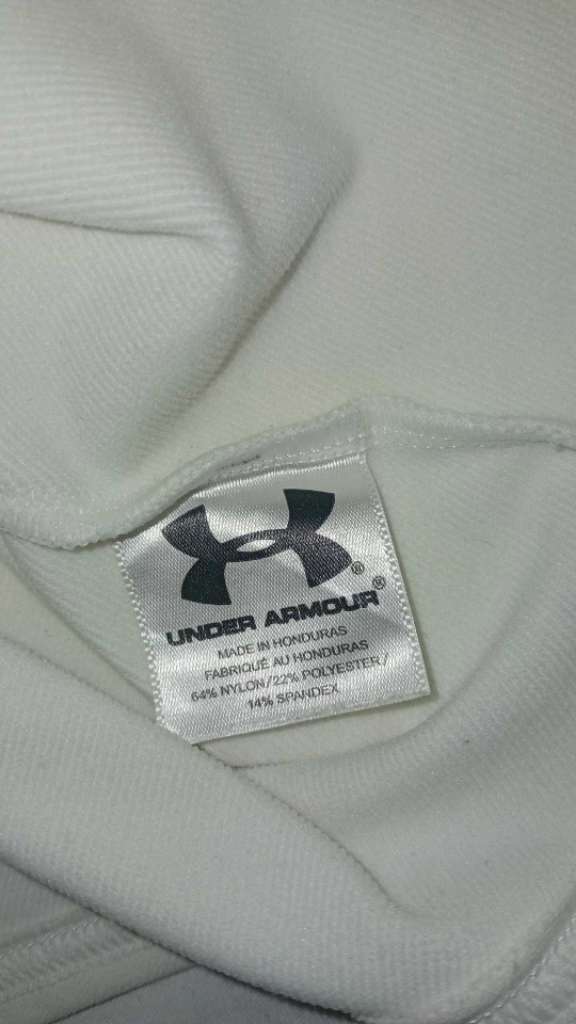 UNDER ARMOUR®
MADE IN HONDURAS
FABRIQUÉ AU HONDURAS
64% NYLON/22% POLYESTER/
14% SPANDEX